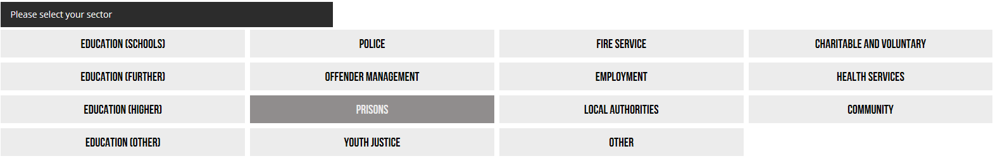 Please select your sector
EDUCATION (SCHOOLS)
POLICE
FIRE SERVICE
CHARITABLE AND VOLUNTARY
EDUCATION (FURTHER)
OFFENDER MANAGEMENT
EMPLOYMENT
HEALTH SERVICES
EDUCATION (HIGHER)
PRISONS
LOCAL AUTHORITIES
COMMUNITY
EDUCATION (OTHER)
YOUTH JUSTICE
OTHER